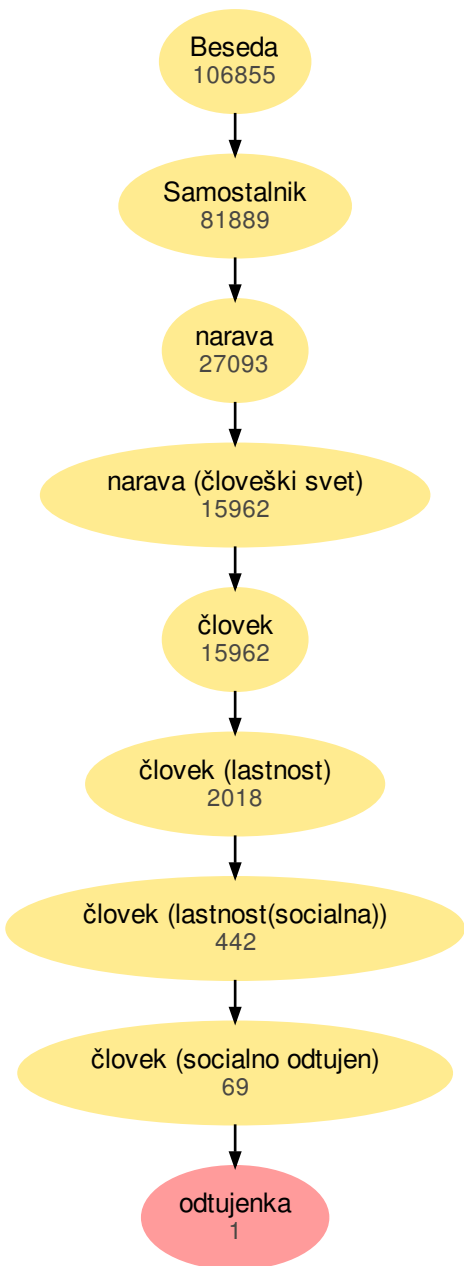 Beseda
106855
Samostalnik
81889
narava
27093
narava (človeški svet)
15962
človek
15962
človek (lastnost)
2018
človek (lastnost(socialna))
442
človek (socialno odtujen)
69
odtujenka
1